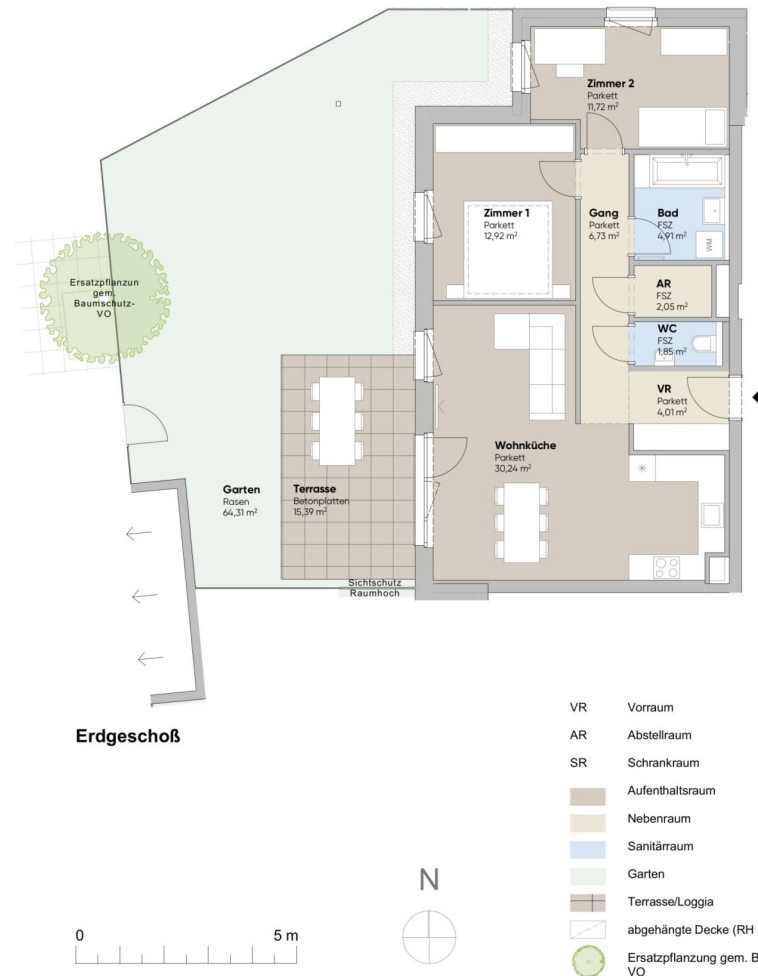 Zimmer 2
Parkett
11,72 m²
Zimmer 1
Parkett
12,92 m²
Gang
Parkett
6,73 m²
Bad
FSZ
4,91 m²
WM
AR
FSZ
2,05 m²
WC
FSZ
1,85 m²
VR
Parkett
4,01 m²
Ersatzpflanzun
gem.
Baumschutz-
VO
Wohnküche
Parkett
30,24 m²
Garten
Rasen
64,31 m²
Terrasse
Betonplatten
15,39 m²
Sichtschutz
Raumhoch
Erdgeschoß
VR Vorraum
AR Abstellraum
SR Schrankraum
Aufenthaltsraum
Nebenraum
Sanitärraum
Garten
Terrasse/Loggia
abgehängte Decke (RH
Ersatzpflanzung gem. B
VO
N
0 5 m